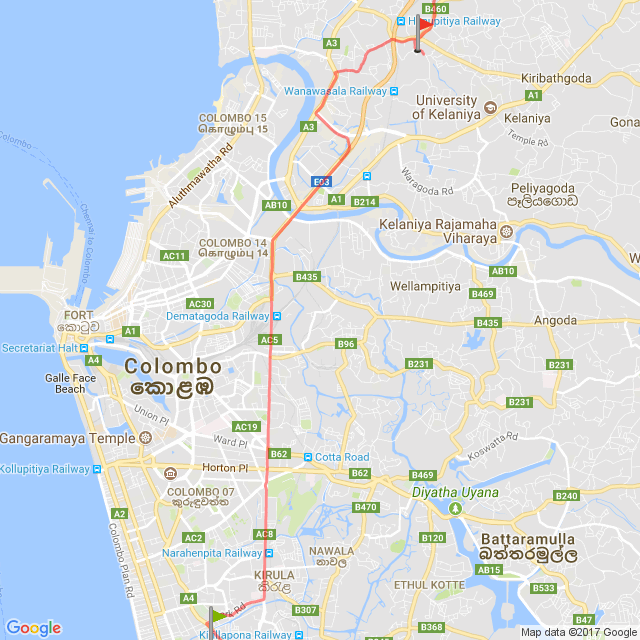 B460
Hunupitiya Railway
A3
Kiribathgoda
Wanawasala Railway
University
of Kelaniya
A1
Kelaniya
Gona
COLOMBO 15
කොළඹ 15
A3
Temple Rd
Aluthmawatha Rd
Colombo
Chennai to Colombo
E03
A1
B214
Waragoda Rd
Peliyagoda
පෑලියගොඩ
AB10
Kelaniya Rajamaha
Viharaya
COLOMBO 14
කොළඹ 14
AC11
AB10
B435
Wellampitiya
B469
AC30
FORT
කොටුව
A1
Dematagoda Railway
B435
Angoda
Secretariat Halt
AC5
B96
A4
Colombo
කොළඹ
B231
B231
Galle Face
Beach
B231
Union Pl
AC19
Gangaramaya Temple
Ward Pl
Koswatta Rd
B62
Cotta Road
Kollupitiya Railway
Horton Pl
B62
B469
COLOMBO 07
කුරුඳුවත්ත
Diyatha Uyana
B240
A2
B470
Colombo Plan Rd
AC8
B120
Battaramulla
බත්තරමුල්ල
Narahenpita Railway
NAWALA
නාවල
KIRULA
කිරුළ
AB15
ETHUL KOTTE
B533
A4
Rd
B307
B447
Kirillapona Railway
B368
Google
Map data ©2017 Google